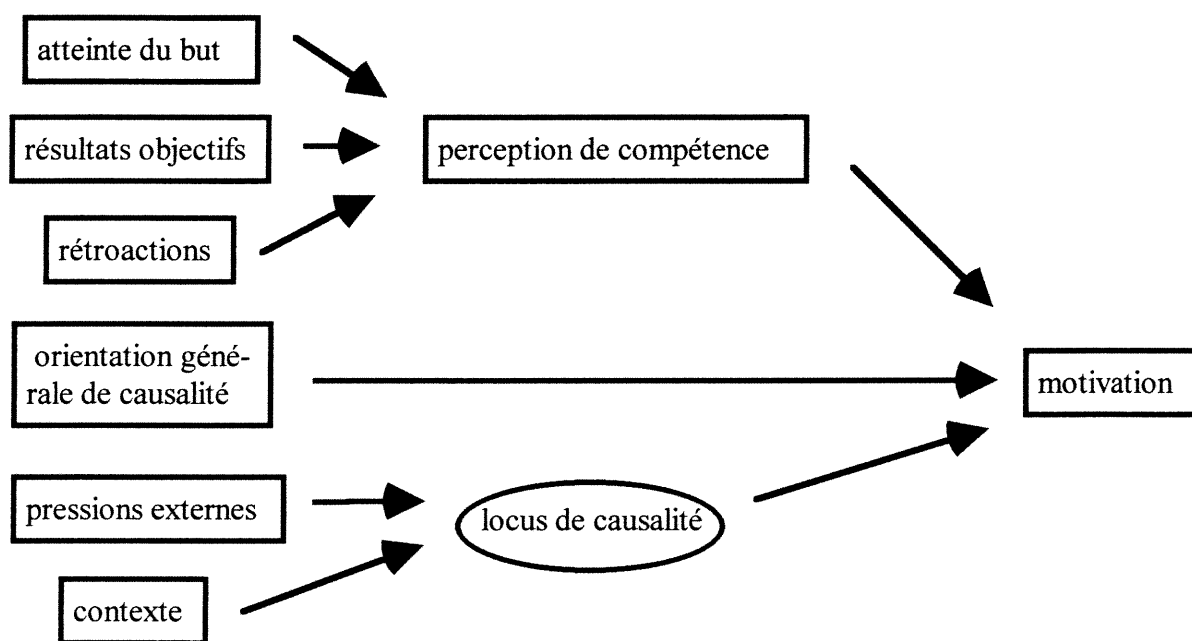 atteinte du but
résultats objectifs
perception de compétence
rétroactions
orientation géné-
rale de causalité
motivation
pressions externes
locus de causalité
contexte